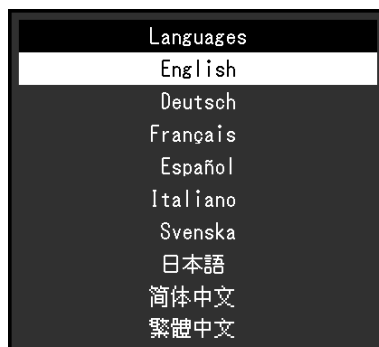 Languages
English
Deutsch
Français
Español
Italiano
Svenska
日本語
简体中文
繁體中文